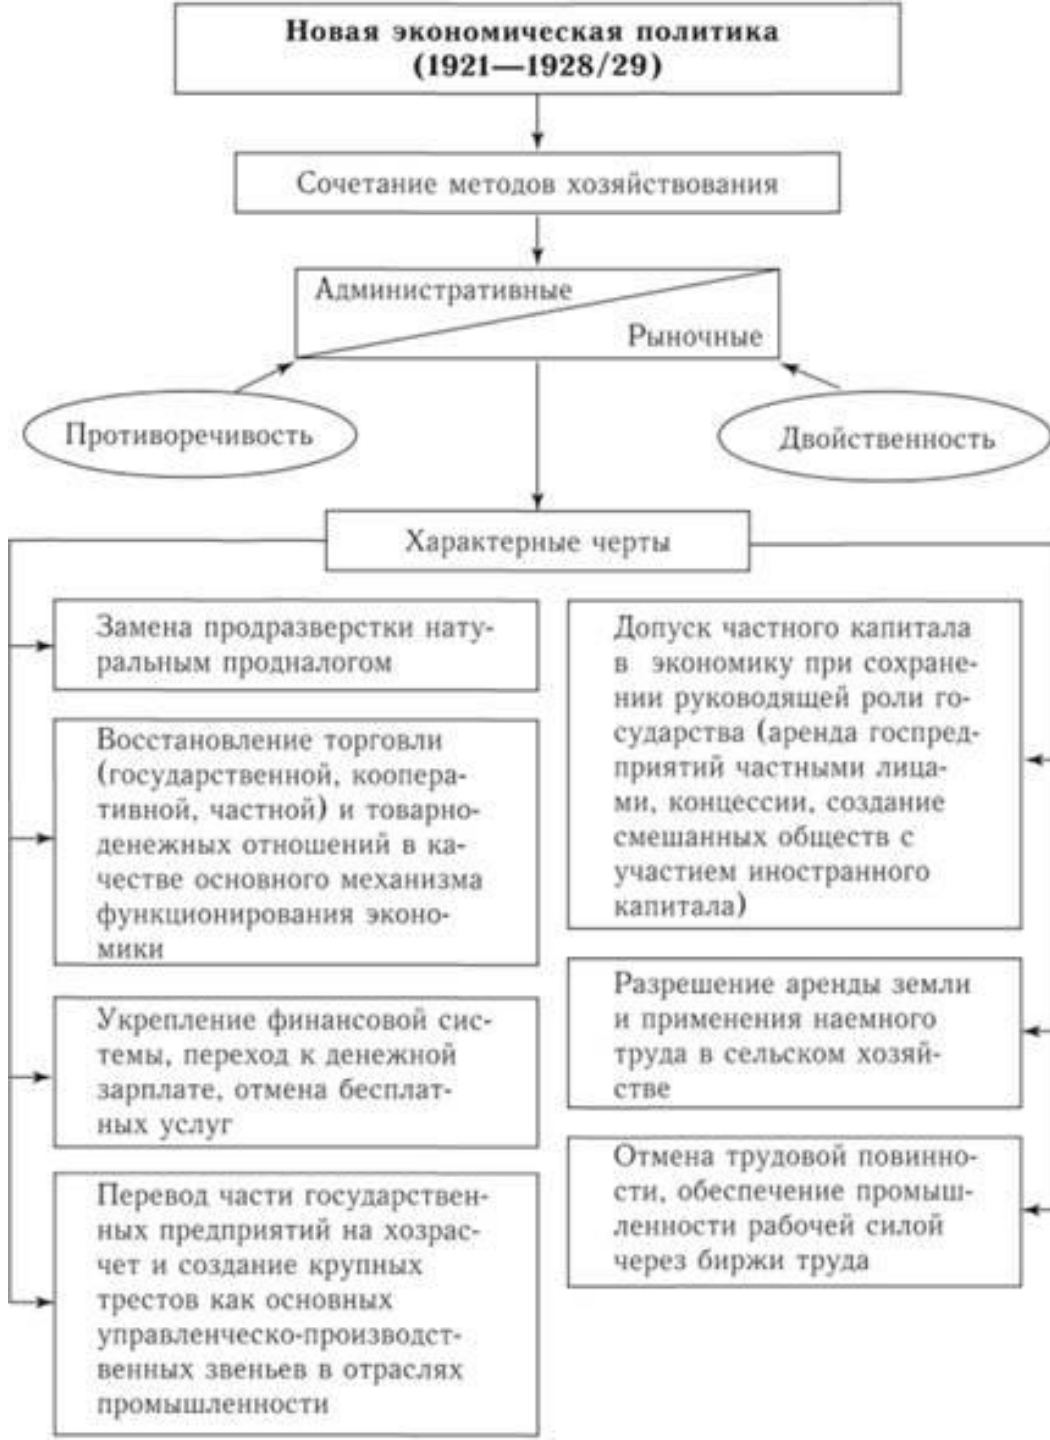 Новая экономическая политика
(1921—1928/29)
Сочетание методов хозяйствования
Административные
Рыночные
Противоречивость
Двойственность
Характерные черты
Замена продразверстки нату-
ральным продналогом
Восстановление торговли
(государственной, коопера-
тивной, частной) и товарно-
денежных отношений в ка-
честве основного механизма
функционирования эконо-
мики
Укрепление финансовой сис-
темы, переход к денежной
зарплате, отмена бесплат-
ных услуг
Перевод части государствен-
ных предприятий на хозрас-
чет и создание крупных
трестов как основных
управленческо-производст-
венных звеньев в отраслях
промышленности
Допуск частного капитала
в экономику при сохране-
нии руководящей роли го-
сударства (аренда госпред-
приятий частными лица-
ми, концессии, создание
смешанных обществ с
участием иностранного
капитала)
Разрешение аренды земли
и применения наемного
труда в сельском хозяй-
стве
Отмена трудовой повинно-
сти, обеспечение промыш-
ленности рабочей силой
через биржи труда